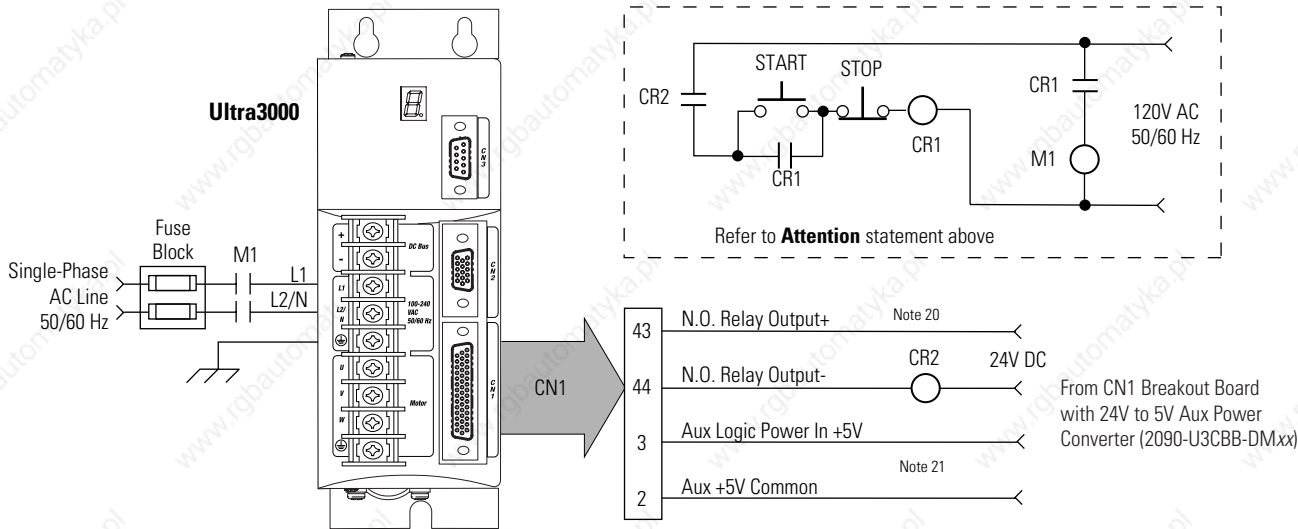 Ultra3000
8.
CN3
START
STOP
CR2
CR1
CR1
CR1
M1
120V AC
50/60 Hz
Refer to Attention statement above
Fuse
Block
M1
Single-Phase
AC Line
50/60 Hz
L1
L2/N
+
-
DC Bus
L1
L2/
N
100-240
VAC
50/60 Hz
U
V
W
Motor
CN2
CN1
CN1
43 N.O. Relay Output+ Note 20
44 N.O. Relay Output- CR2 24V DC
3 Aux Logic Power In +5V
Note 21
2 Aux +5V Common
From CN1 Breakout Board
with 24V to 5V Aux Power
Converter (2090-U3CBB-DMxx)
www.rgbautomatyka.pl